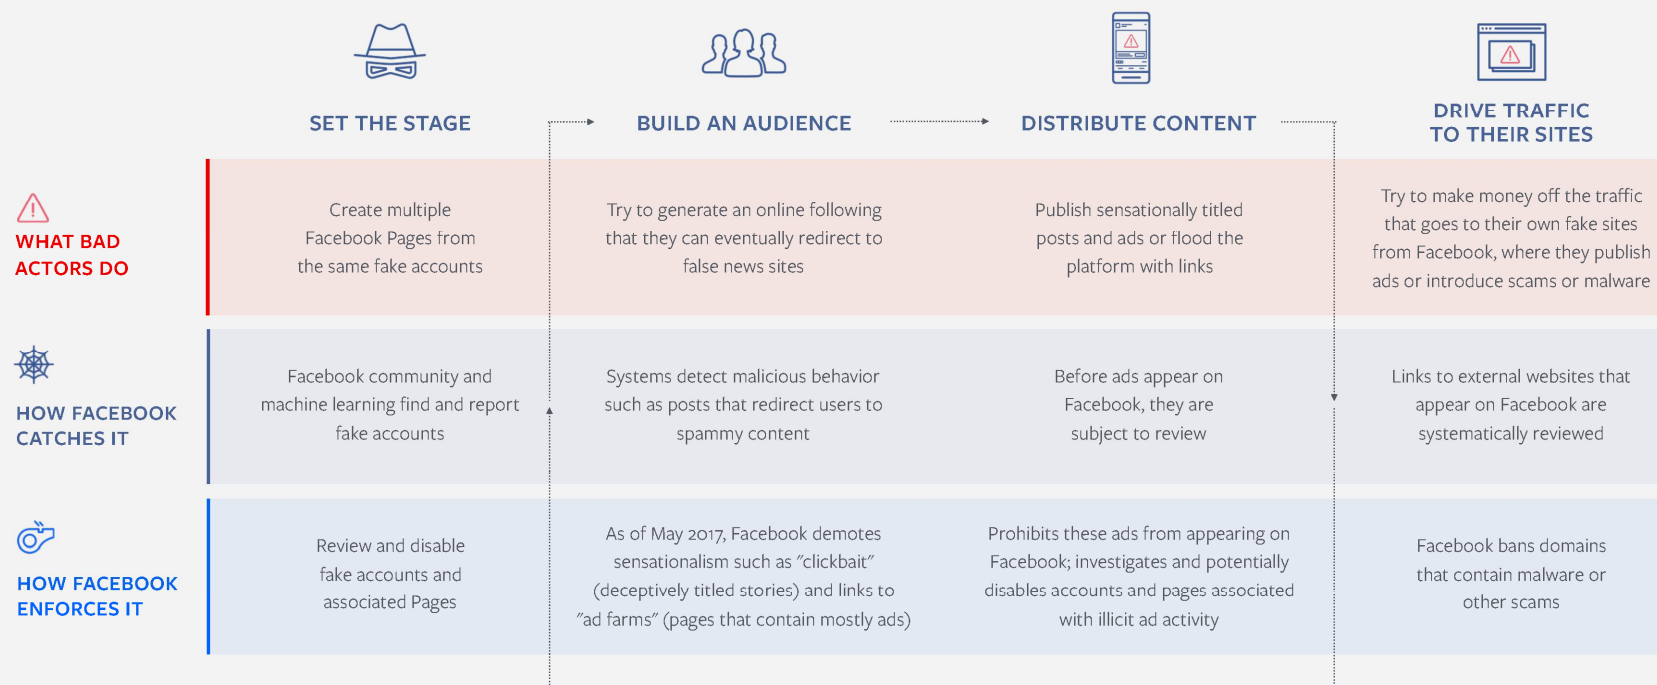 SET THE STAGE
BUILD AN AUDIENCE
DISTRIBUTE CONTENT
DRIVE TRAFFIC
TO THEIR SITES
WHAT BAD
ACTORS DO
Create multiple
Facebook Pages from
the same fake accounts
Try to generate an online following
that they can eventually redirect to
false news sites
Publish sensationally titled
posts and ads or flood the
platform with links
Try to make money off the traffic
that goes to their own fake sites
from Facebook, where they publish
ads or introduce scams or malware
HOW FACEBOOK
CATCHES IT
Facebook community and
machine learning find and report
fake accounts
Systems detect malicious behavior
such as posts that redirect users to
spammy content
Before ads appear on
Facebook, they are
subject to review
Links to external websites that
appear on Facebook are
systematically reviewed
HOW FACEBOOK
ENFORCES IT
Review and disable
fake accounts and
associated Pages
As of May 2017, Facebook demotes
sensationalism such as "clickbait"
(deceptively titled stories) and links to
"ad farms" (pages that contain mostly ads)
Prohibits these ads from appearing on
Facebook; investigates and potentially
disables accounts and pages associated
with illicit ad activity
Facebook bans domains
that contain malware or
other scams